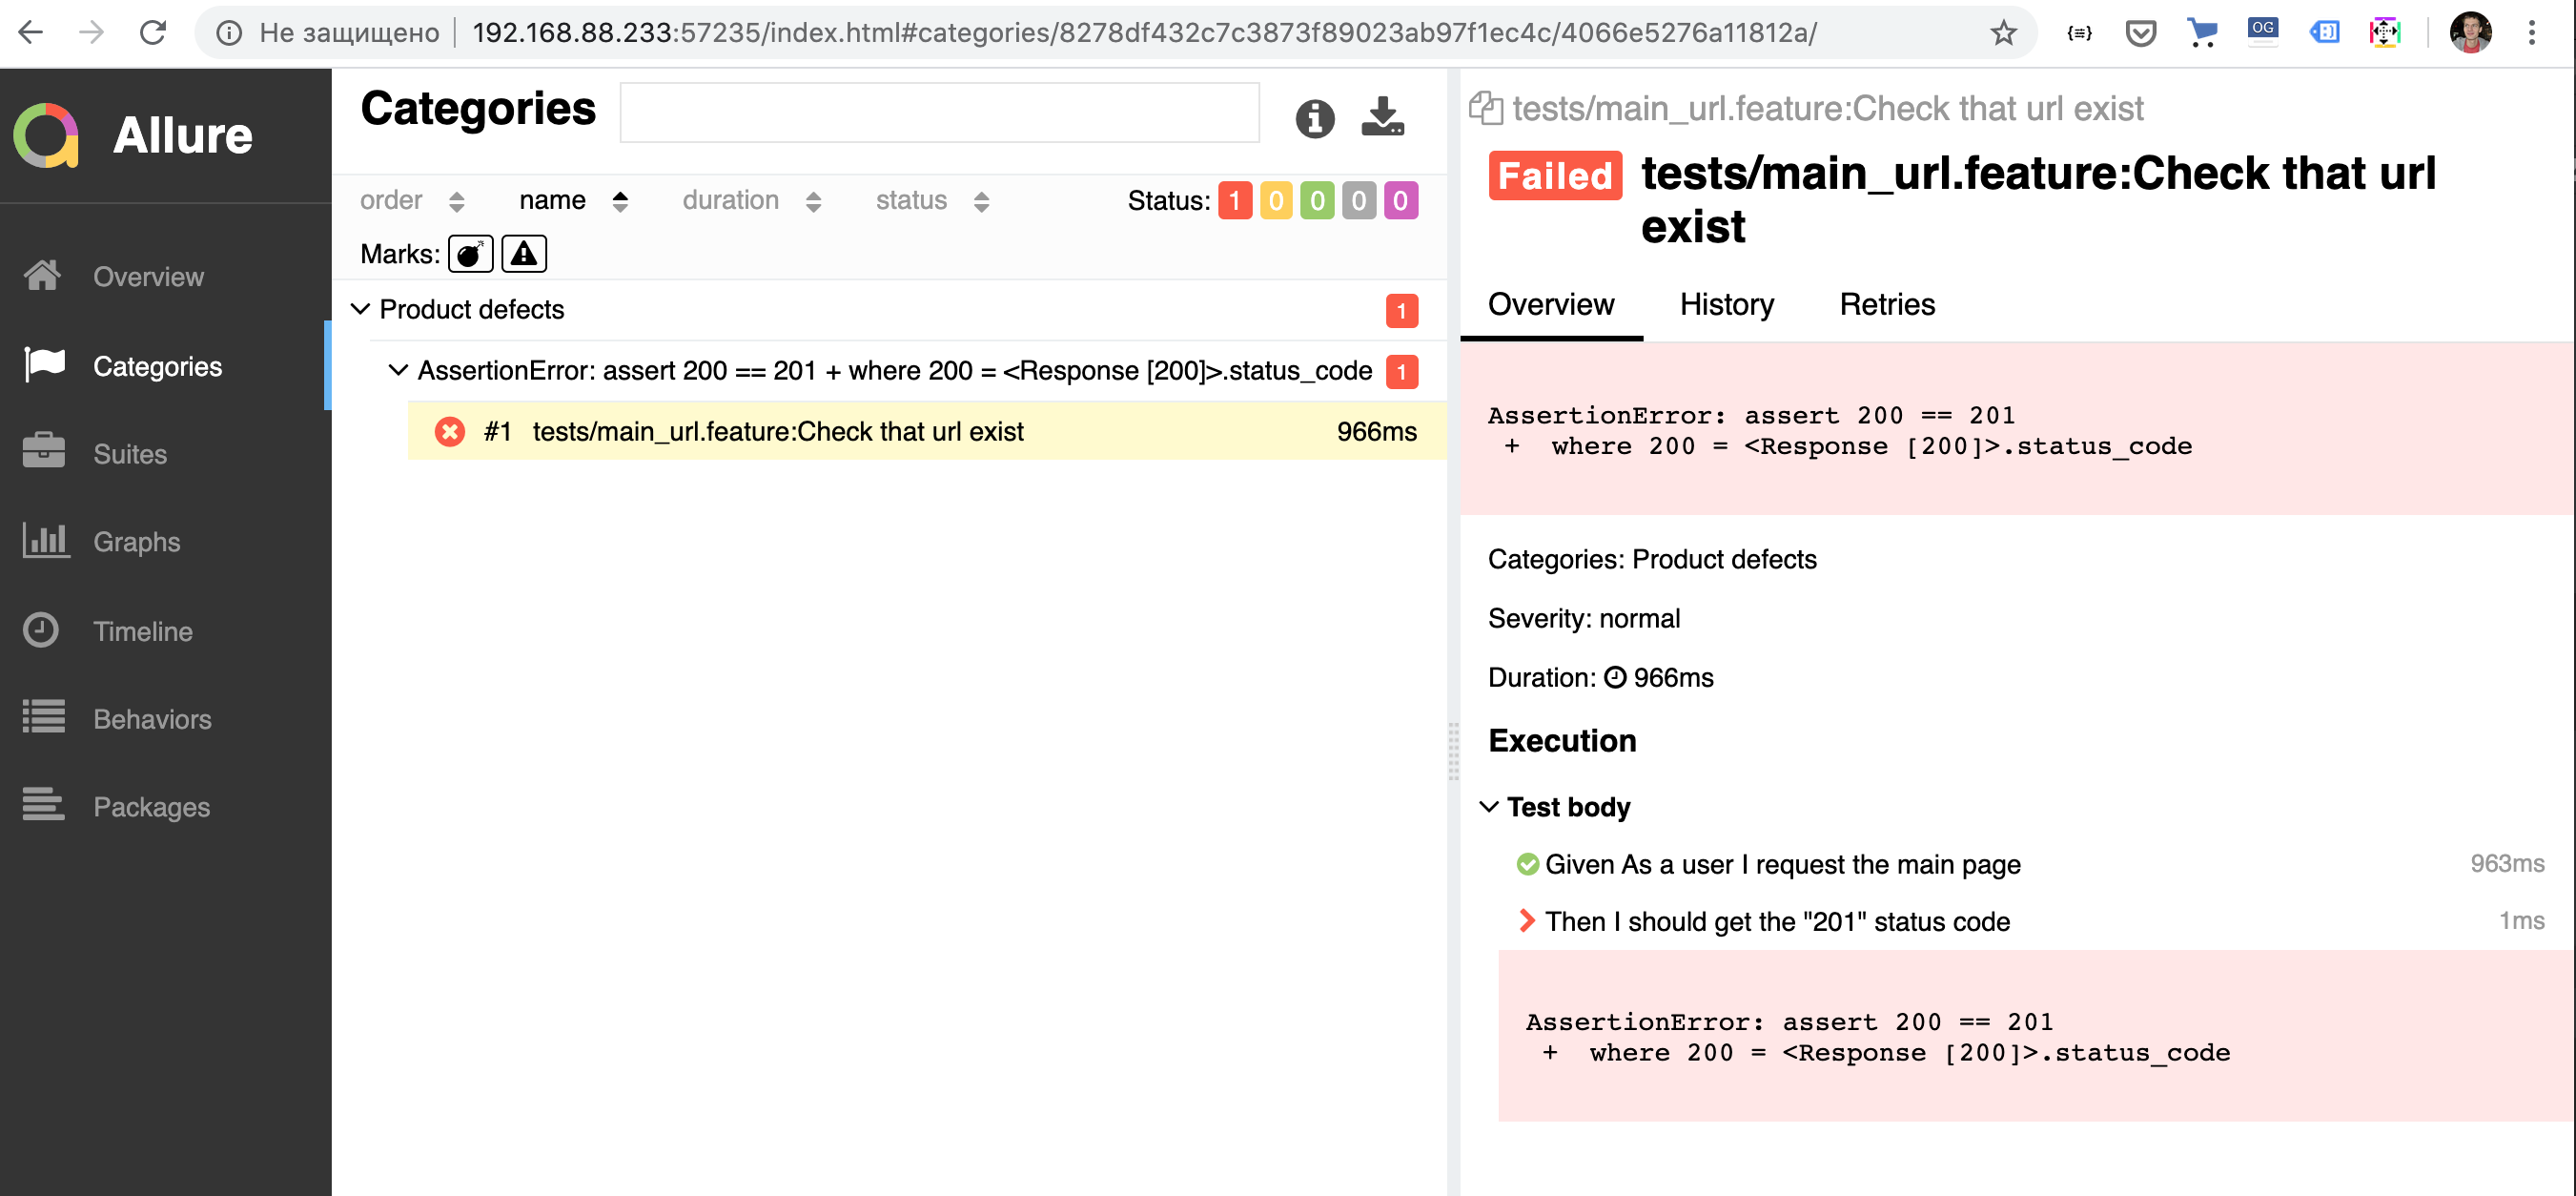 Не защищено 192.168.88.233:57235/index.html#categories/8278df432c7c3873f89023ab97f1ec4c/4066e5276a11812a/
OG
Allure
Overview
Categories
Suites
Graphs
Timeline
Behaviors
Packages
Categories
order name duration status Status: 1 0 0 0 0
Marks:
Product defects 1
AssertionError: assert 200 == 201 + where 200 = <Response [200]>.status_code 1
#1 tests/main_url.feature:Check that url exist 966ms
tests/main_url.feature:Check that url exist
Failed tests/main_url.feature:Check that url
exist
Overview History Retries
AssertionError: assert 200 == 201
+ where 200 = <Response [200]>.status_code
Categories: Product defects
Severity: normal
Duration: 966ms
Execution
Test body
Given As a user I request the main page 963ms
Then I should get the "201" status code 1ms
AssertionError: assert 200 == 201
+ where 200 = <Response [200]>.status_code